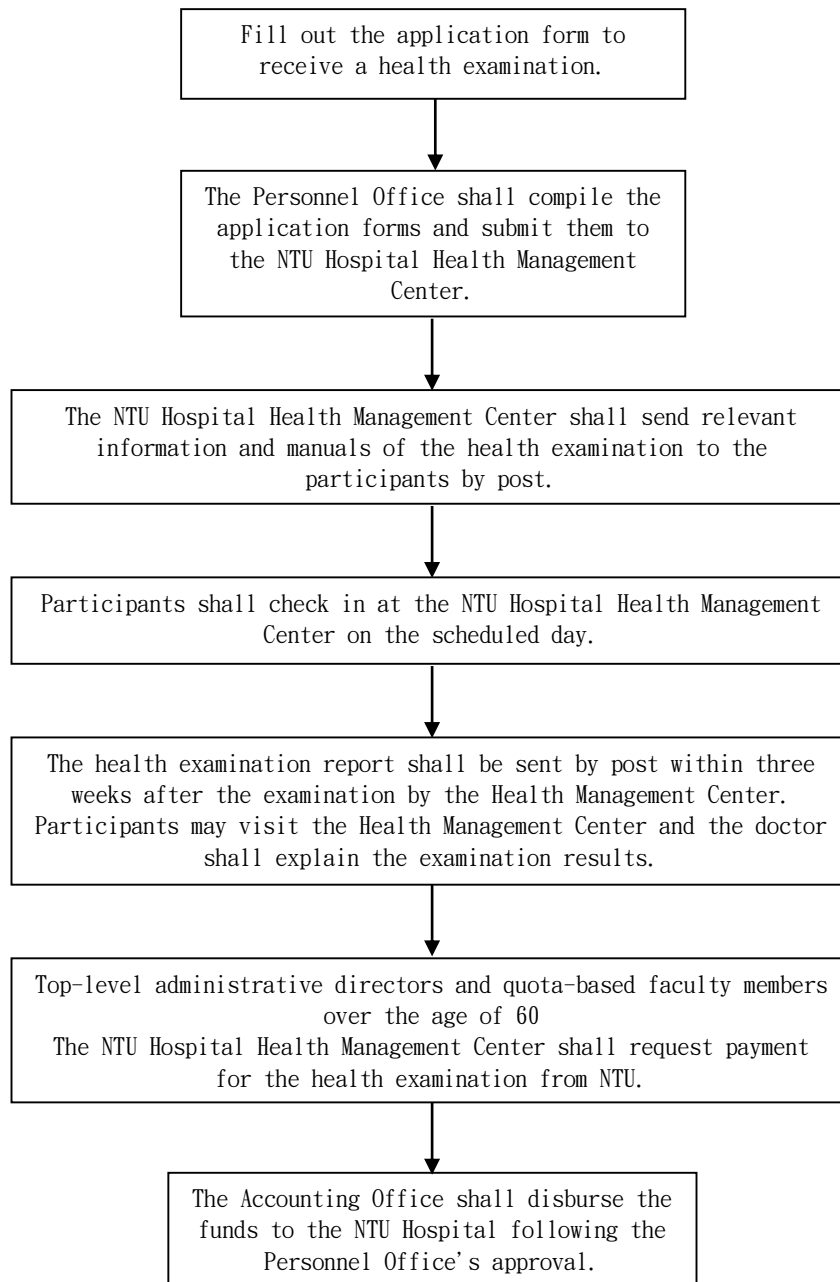 Fill out the application form to
receive a health examination.
The Personnel Office shall compile the
application forms and submit them to
the NTU Hospital Health Management
Center.
The NTU Hospital Health Management Center shall send relevant
information and manuals of the health examination to the
participants by post.
Participants shall check in at the NTU Hospital Health Management
Center on the scheduled day.
The health examination report shall be sent by post within three
weeks after the examination by the Health Management Center.
Participants may visit the Health Management Center and the doctor
shall explain the examination results.
Top-level administrative directors and quota-based faculty members
over the age of 60
The NTU Hospital Health Management Center shall request payment
for the health examination from NTU.
The Accounting Office shall disburse the
funds to the NTU Hospital following the
Personnel Office's approval.